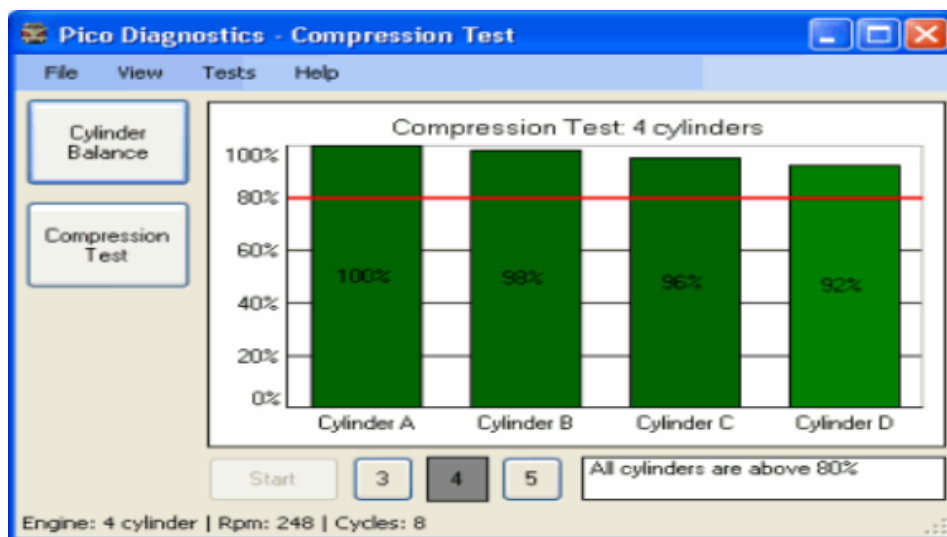 Pico Diagnostics - Compression Test
File View Tests Help
Cylinder
Balance
Compression
Test
Compression Test: 4 cylinders
100%
80%
60%
40%
20%
0%
100% 98% 96% 92%
Cylinder A Cylinder B Cylinder C Cylinder D
Start 3 4 5 All cylinders are above 80%
Engine: 4 cylinder | Rpm: 248 | Cycles: 8